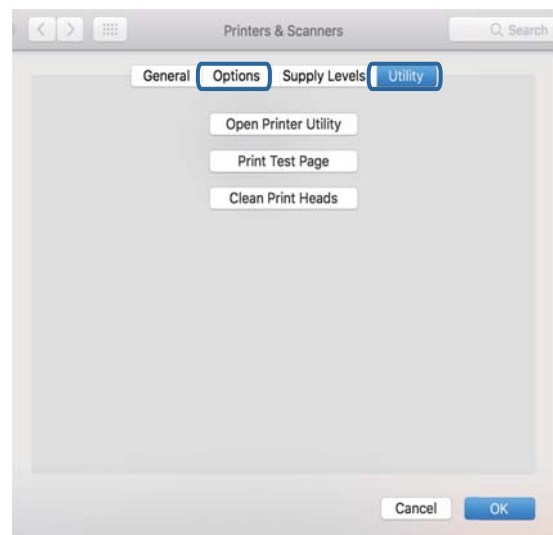 Printers & Scanners Search
General Options Supply Levels Utility
Open Printer Utility
Print Test Page
Clean Print Heads
Cancel OK